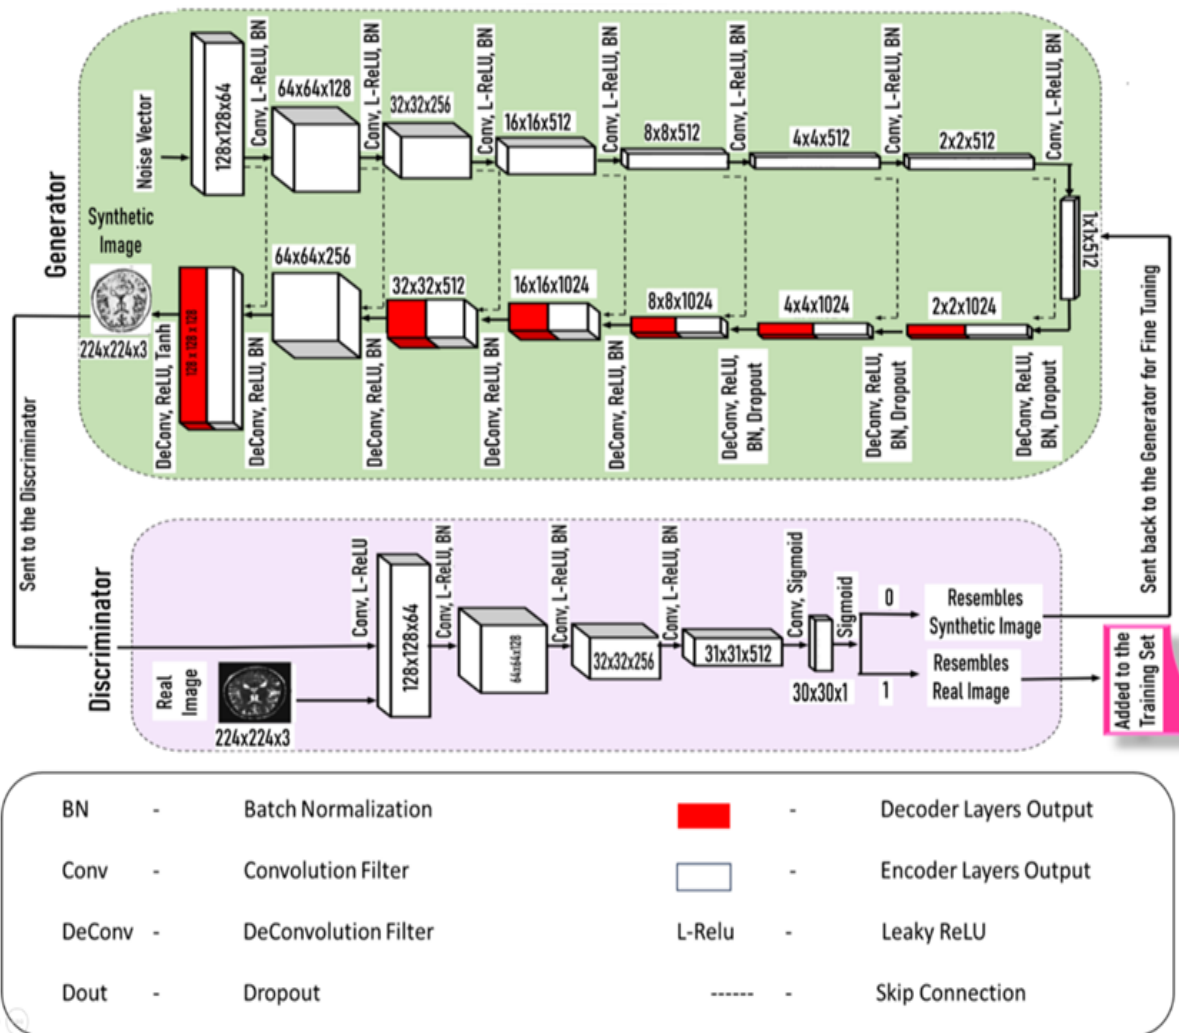 Generator
Noise Vector
128x128x64
Conv, L-ReLU, BN
64x64x128
Conv, L-ReLU, BN
32x32x256
Conv, L-ReLU, BN
16x16x512
Conv, L-ReLU, BN
8x8x512
Conv, L-ReLU, BN
4x4x512
Conv, L-ReLU, BN
2x2x512
Conv, L-ReLU, BN
1x1x512
Synthetic
Image
224x224x3
DeConv, ReLU, Tanh
128 x 128 x 128
DeConv, ReLU, BN
64x64x256
DeConv, ReLU, BN
32x32x512
DeConv, ReLU, BN
16x16x1024
DeConv, ReLU, BN
8x8x1024
DeConv, ReLU,
BN, Dropout
4x4x1024
DeConv, ReLU,
BN, Dropout
2x2x1024
DeConv, ReLU,
BN, Dropout
Sent to the Discriminator
Sent back to the Generator for Fine Tuning
Discriminator
Real
Image
224x224x3
Conv, L-ReLU
128x128x64
Conv, L-ReLU, BN
64x64x128
Conv, L-ReLU, BN
32x32x256
Conv, L-ReLU, BN
31x31x512
Conv, Sigmoid
30x30x1
Sigmoid
0
Resembles
Synthetic Image
1
Resembles
Real Image
Added to the
Training Set
BN - Batch Normalization
Conv - Convolution Filter
DeConv - DeConvolution Filter
Dout - Dropout
- Decoder Layers Output
- Encoder Layers Output
L-Relu - Leaky ReLU
------ - Skip Connection